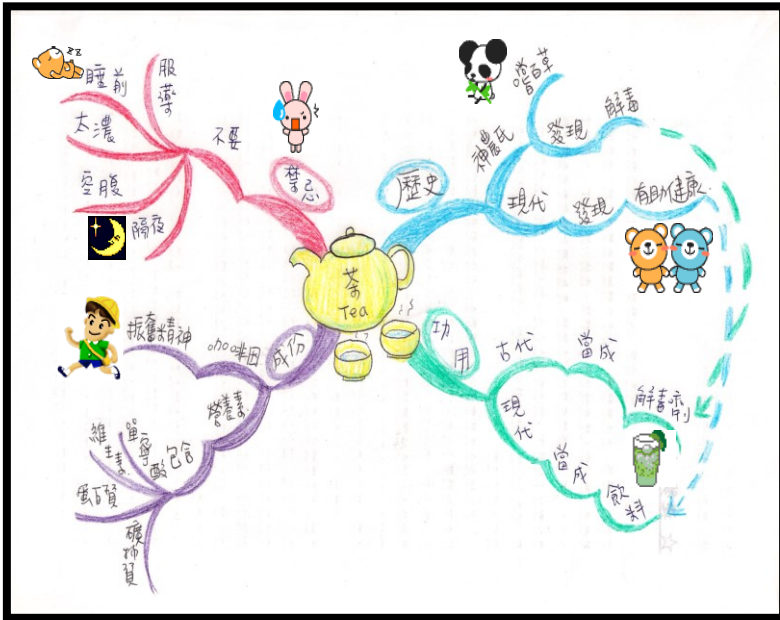 茶
Tea
歷史
神農氏
嚐百草
發現
解毒
現代
發現
有助健康
功用
古代
當成
解毒劑
現代
當成
飲料
成份
咖啡因
振奮精神
營養素
包含
單寧酸
維生素
蛋白質
礦物質
禁忌
不要
服藥
睡前
zz
太濃
空腹
隔夜